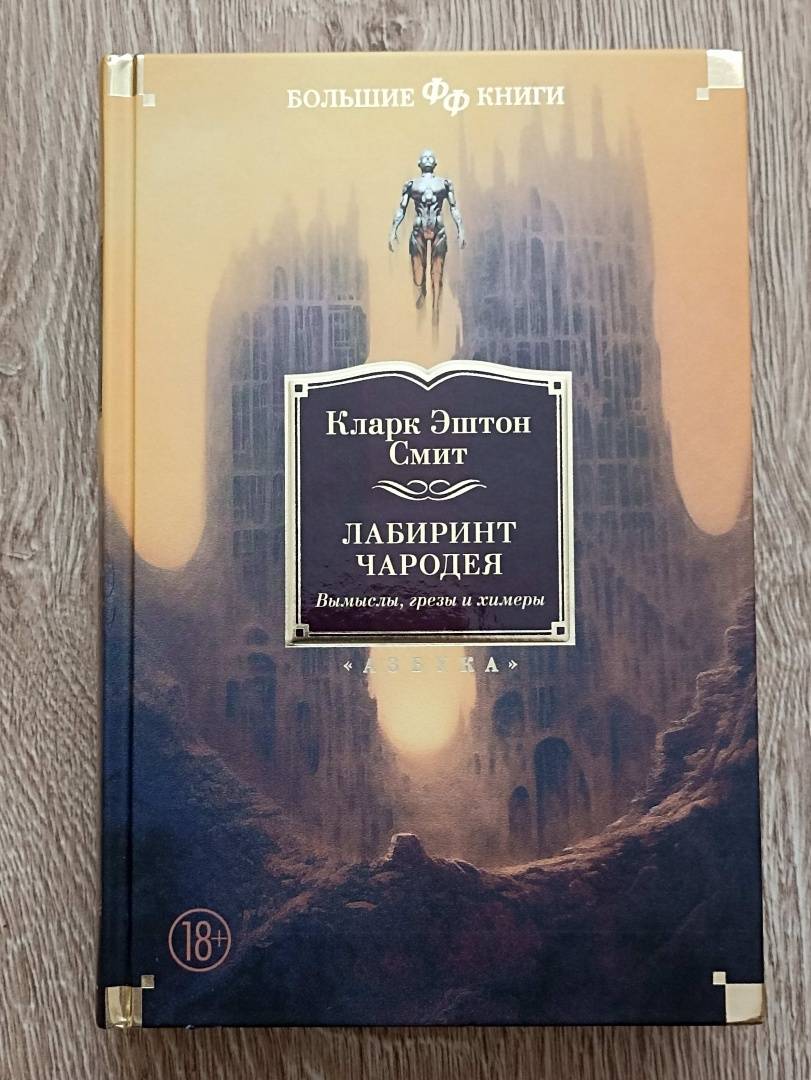 БОЛЬШИЕ ФФ КНИГИ
Кларк Эштон
Смит
ЛАБИРИНТ
ЧАРОДЕЯ
Вымыслы, грезы и химеры
«АЗБУКА»
18+